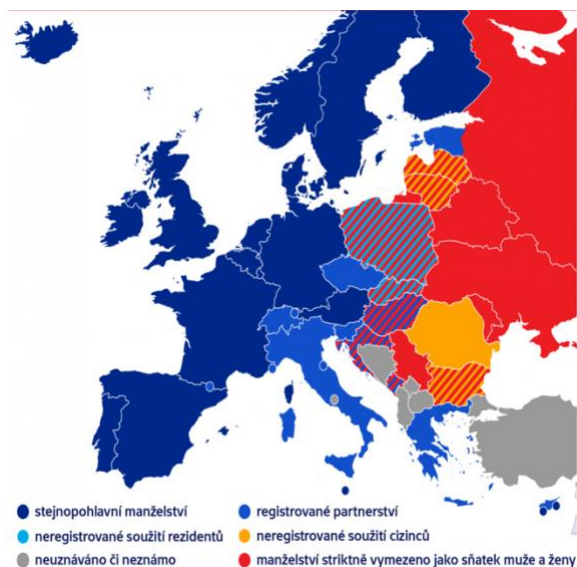 stejnopohlavní manželství
registrované partnerství
neregistrované soužití rezidentů
neregistrované soužití cizinců
neuznáváno či neznámo
manželství striktně vymezeno jako sňatek muže a ženy